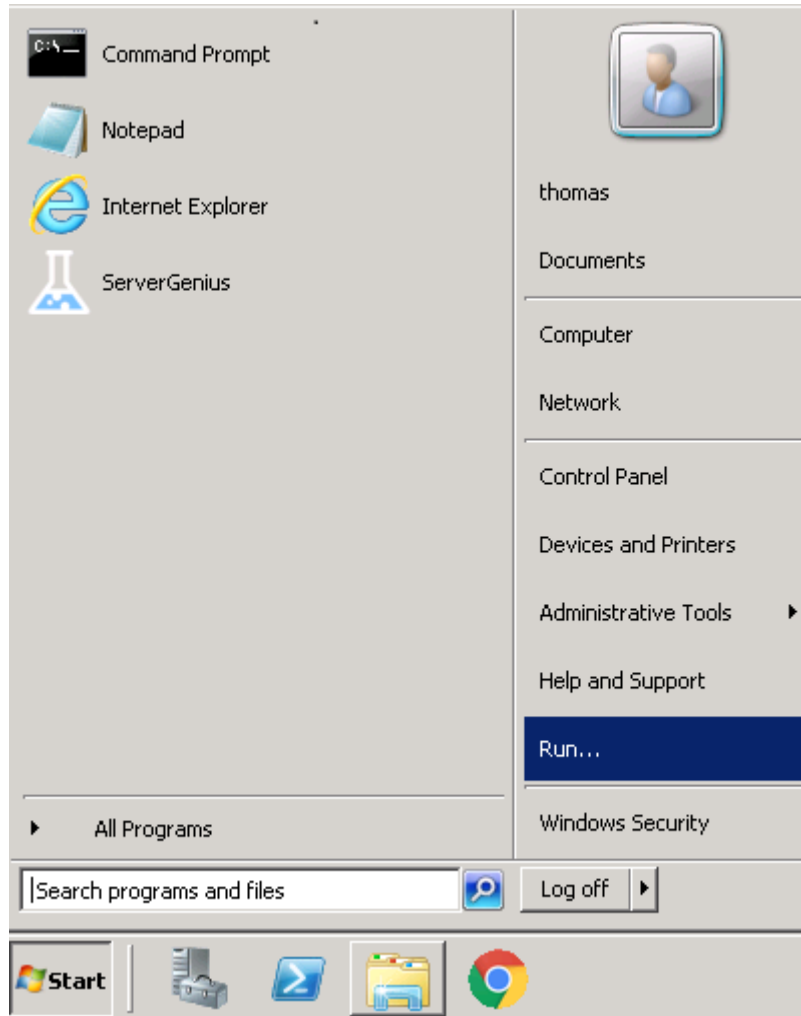 C:\_
Command Prompt
Notepad
Internet Explorer
ServerGenius
All Programs
Search programs and files
thomas
Documents
Computer
Network
Control Panel
Devices and Printers
Administrative Tools
Help and Support
Run...
Windows Security
Log off
Start